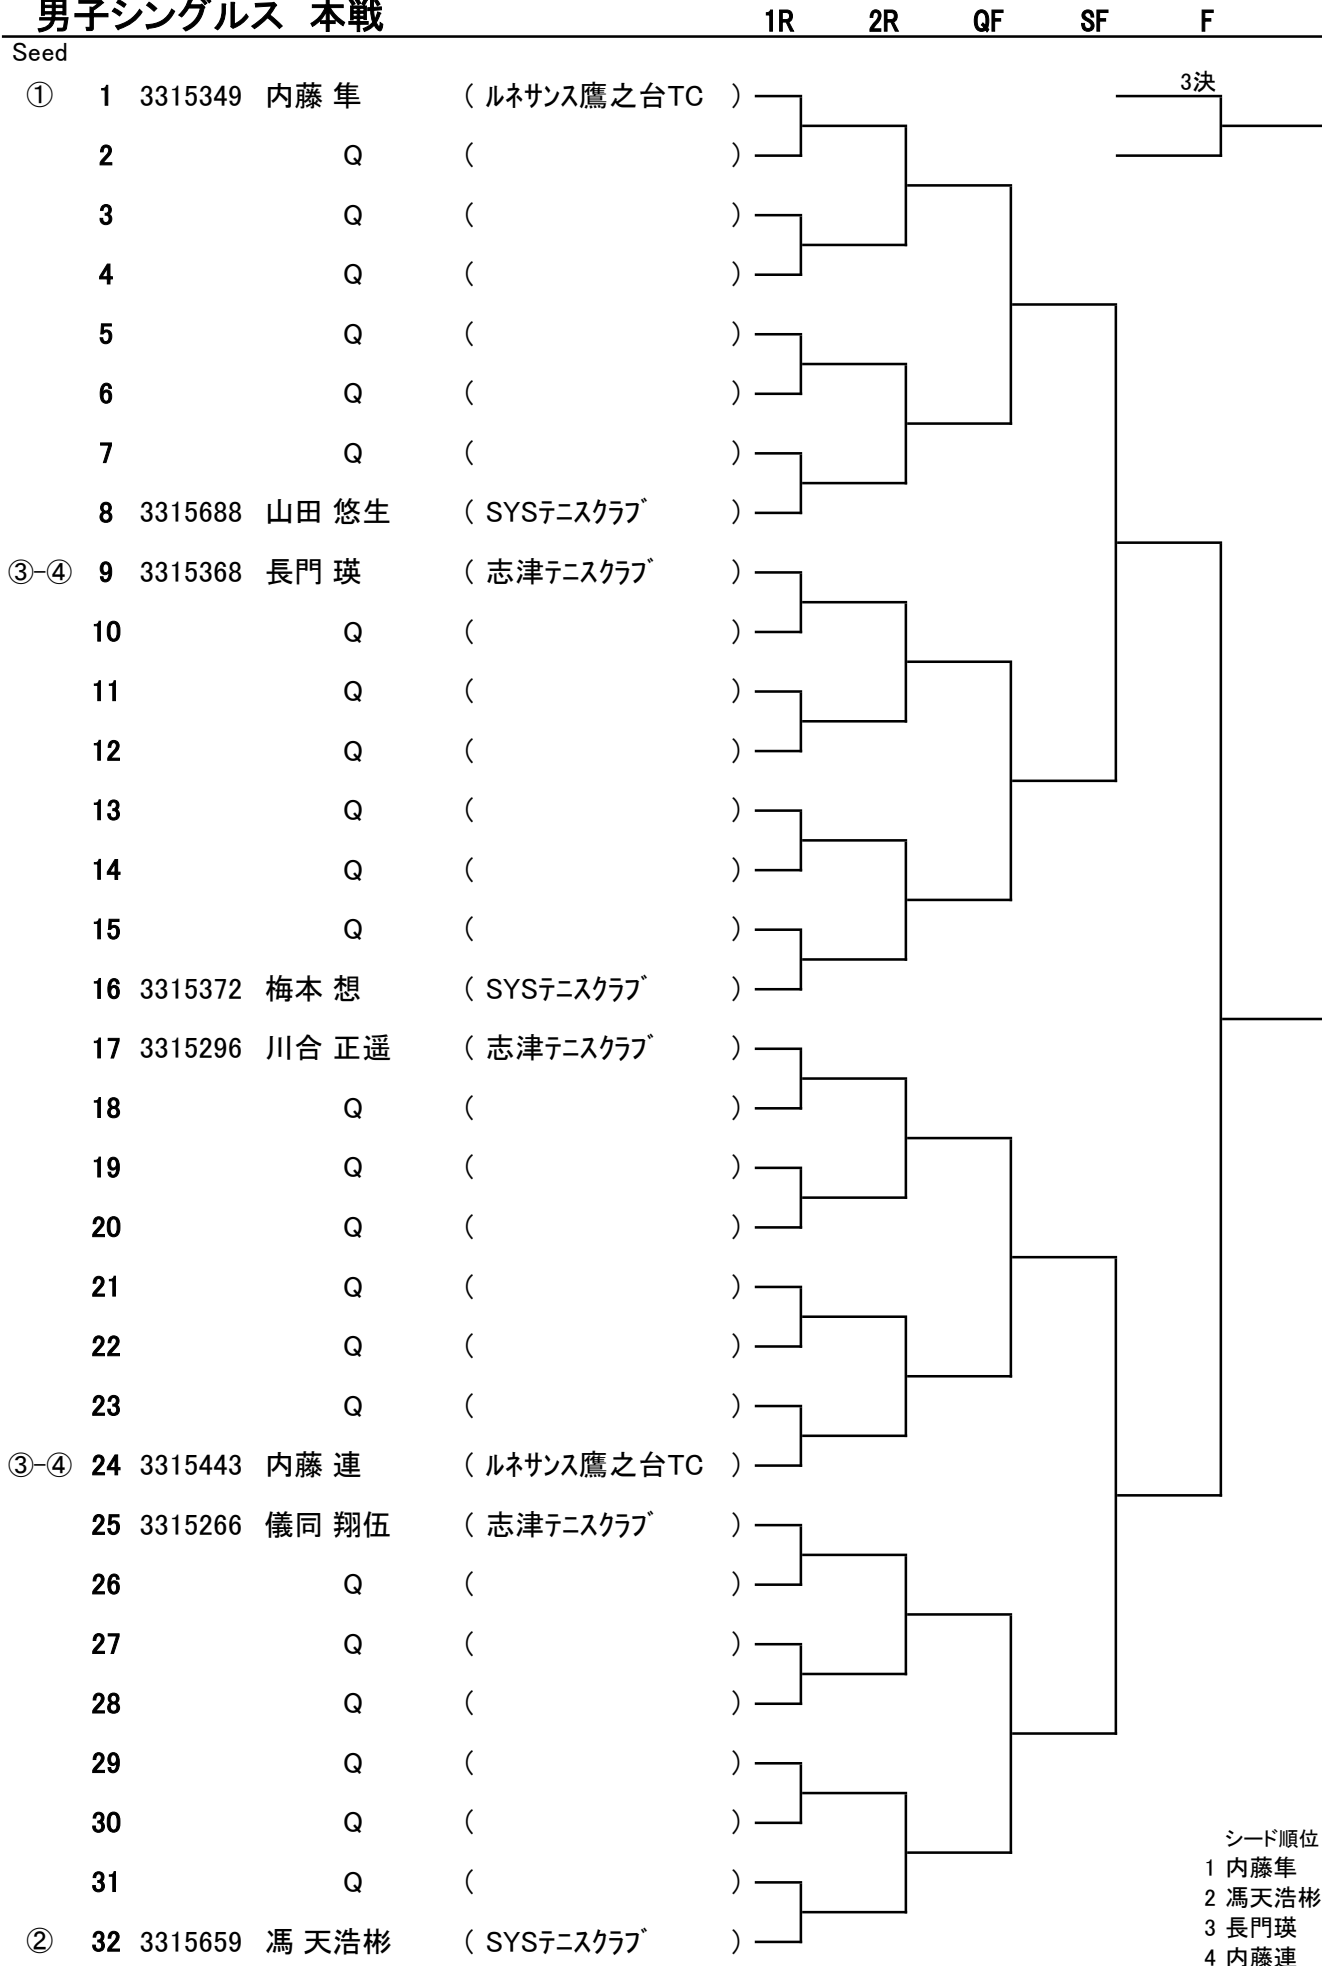 男子シングルス 本戦 1R 2R QF SF F
Seed
3決
① 1 3315349 内藤 隼 ( ﾙﾈｻﾝｽ鷹之台TC )
2 Q ( )
3 Q ( )
4 Q ( )
5 Q ( )
6 Q ( )
7 Q ( )
8 3315688 山田 悠生 ( SYSﾃﾆｽｸﾗﾌﾞ )
③-④ 9 3315368 長門 瑛 ( 志津ﾃﾆｽｸﾗﾌﾞ )
10 Q ( )
11 Q ( )
12 Q ( )
13 Q ( )
14 Q ( )
15 Q ( )
16 3315372 梅本 想 ( SYSﾃﾆｽｸﾗﾌﾞ )
17 3315296 川合 正遥 ( 志津ﾃﾆｽｸﾗﾌﾞ )
18 Q ( )
19 Q ( )
20 Q ( )
21 Q ( )
22 Q ( )
23 Q ( )
③-④ 24 3315443 内藤 連 ( ﾙﾈｻﾝｽ鷹之台TC )
25 3315266 儀同 翔伍 ( 志津ﾃﾆｽｸﾗﾌﾞ )
26 Q ( )
27 Q ( )
28 Q ( )
29 Q ( )
30 Q ( )
31 Q ( )
② 32 3315659 馮 天浩彬 ( SYSﾃﾆｽｸﾗﾌﾞ )
シード順位
1 内藤隼
2 馮天浩彬
3 長門瑛
4 内藤連